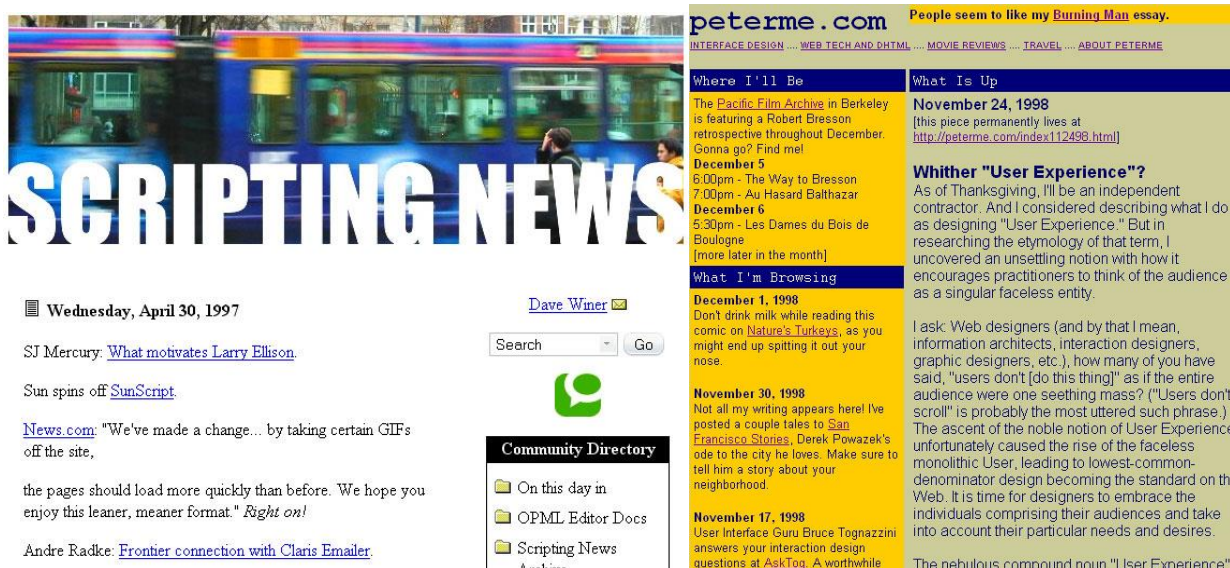 SCRIPTING NEWS
Wednesday, April 30, 1997
SJ Mercury: What motivates Larry Ellison.
Sun spins off SunScript.
News.com: "We've made a change... by taking certain GIFs
off the site,
the pages should load more quickly than before. We hope you
enjoy this leaner, meaner format." Right on!
Andre Radke: Frontier connection with Claris Emailer.
Dave Winer
Search
Go
Community Directory
On this day in
OPML Editor Docs
Scripting News
peterme.com
People seem to like my Burning Man essay.
INTERFACE DESIGN .... WEB TECH AND DHTML .... MOVIE REVIEWS .... TRAVEL .... ABOUT PETERME
Where I'll Be
The Pacific Film Archive in Berkeley
is featuring a Robert Bresson
retrospective throughout December.
Gonna go? Find me!
December 5
6:00pm - The Way to Bresson
7:00pm - Au Hasard Balthazar
December 6
5:30pm - Les Dames du Bois de
Boulogne
[more later in the month]
What I'm Browsing
December 1, 1998
Don't drink milk while reading this
comic on Nature's Turkeys, as you
might end up spitting it out your
nose.
November 30, 1998
Not all my writing appears here! I've
posted a couple tales to San
Francisco Stories, Derek Powazek's
ode to the city he loves. Make sure to
tell him a story about your
neighborhood.
November 17, 1998
User Interface Guru Bruce Tognazzini
answers your interaction design
questions at AskTog. A worthwhile
What Is Up
November 24, 1998
[this piece permanently lives at
http://peterme.com/index112498.html]
Whither "User Experience"?
As of Thanksgiving, I'll be an independent
contractor. And I considered describing what I do
as designing "User Experience." But in
researching the etymology of that term, I
uncovered an unsettling notion with how it
encourages practitioners to think of the audience
as a singular faceless entity.
I ask: Web designers (and by that I mean,
information architects, interaction designers,
graphic designers, etc.), how many of you have
said, "users don't [do this thing]" as if the entire
audience were one seething mass? ("Users don't
scroll" is probably the most uttered such phrase.)
The ascent of the noble notion of User Experience
unfortunately caused the rise of the faceless
monolithic User, leading to lowest-common-
denominator design becoming the standard on th
Web. It is time for designers to embrace the
individuals comprising their audiences and take
into account their particular needs and desires.
The nebulous compound noun "User Experience"